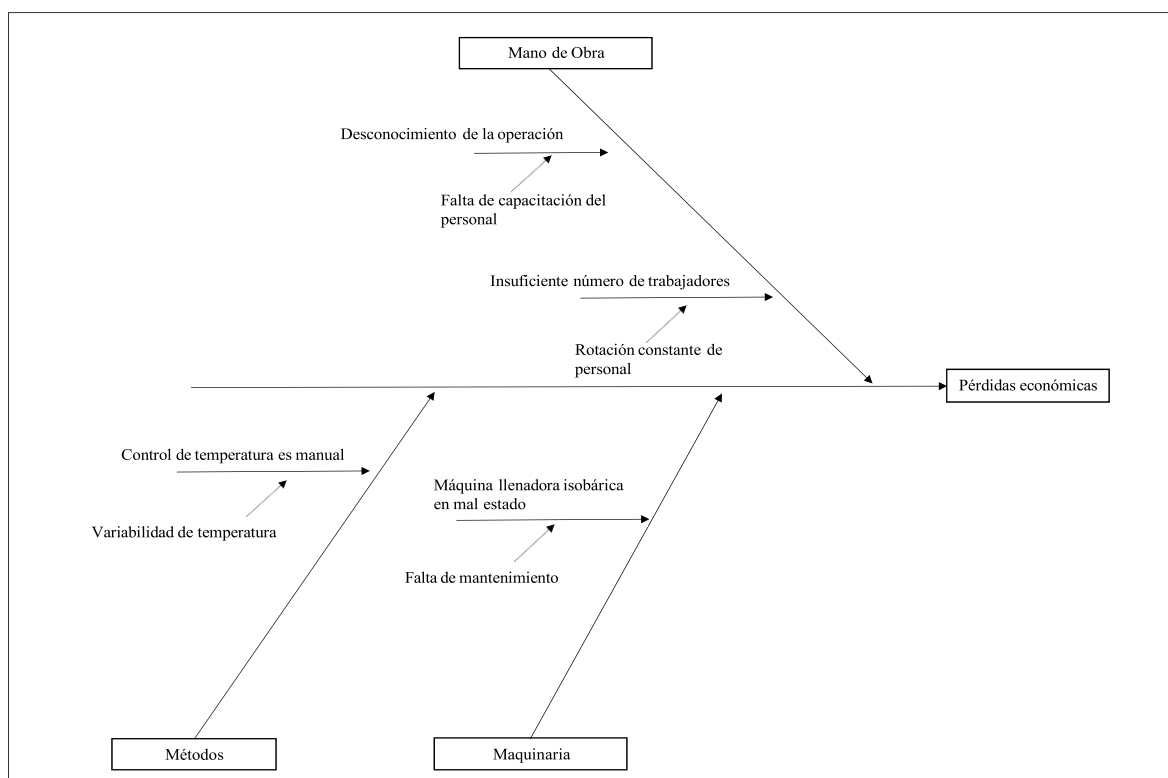 Mano de Obra
Desconocimiento de la operación
Falta de capacitación del
personal
Insuficiente número de trabajadores
Rotación constante de
personal
Pérdidas económicas
Control de temperatura es manual
Variabilidad de temperatura
Máquina llenadora isobárica
en mal estado
Falta de mantenimiento
Métodos
Maquinaria